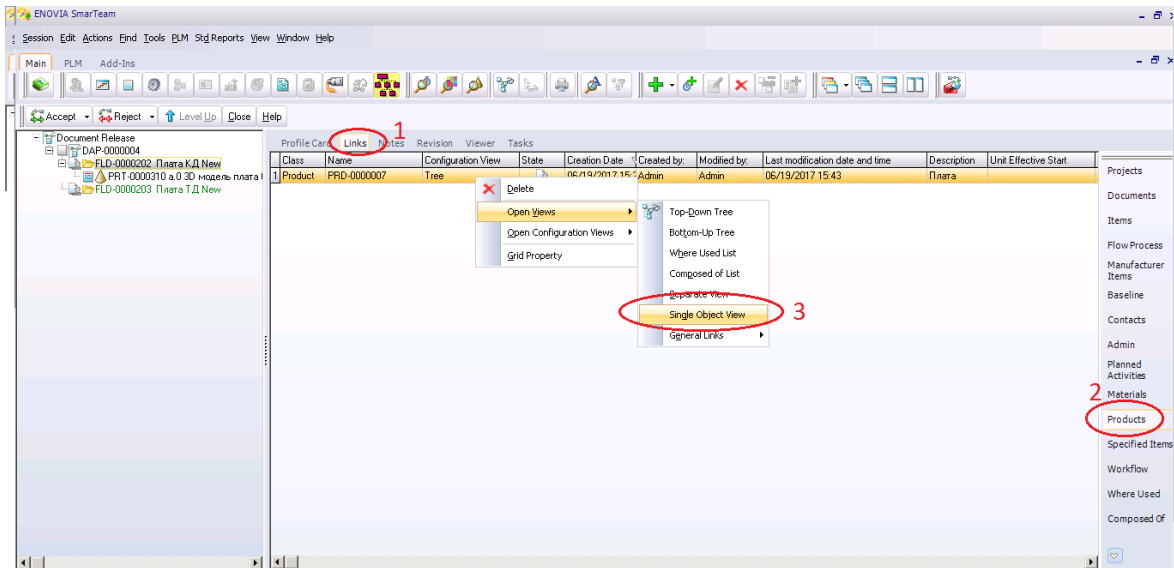 ENOVIA SmarTeam
Session Edit Actions Find Tools PLM Std Reports View Window Help
Main PLM Add-Ins
Accept Reject Level Up Close Help
Document Release
DAP-0000004
FLD-0000202 Плата КД New
PRT-0000310 a.0 3D модель плата
FLD-0000203 Плата ТД New
1
Profile Card Links Notes Revision Viewer Tasks
Class Name Configuration View State Creation Date Created by: Modified by: Last modification date and time Description Unit Effective Start
1 Product PRD-0000007 Tree 06/19/2017 15: Admin Admin 06/19/2017 15:43 Плата
Delete
Open Views
Open Configuration Views
Grid Property
Top-Down Tree
Bottom-Up Tree
Where Used List
Composed of List
Separate View
Single Object View
General Links
3
Projects
Documents
Items
Flow Process
Manufacturer
Items
Baseline
Contacts
Admin
Planned
Activities
Materials
2
Products
Specified Items
Workflow
Where Used
Composed Of